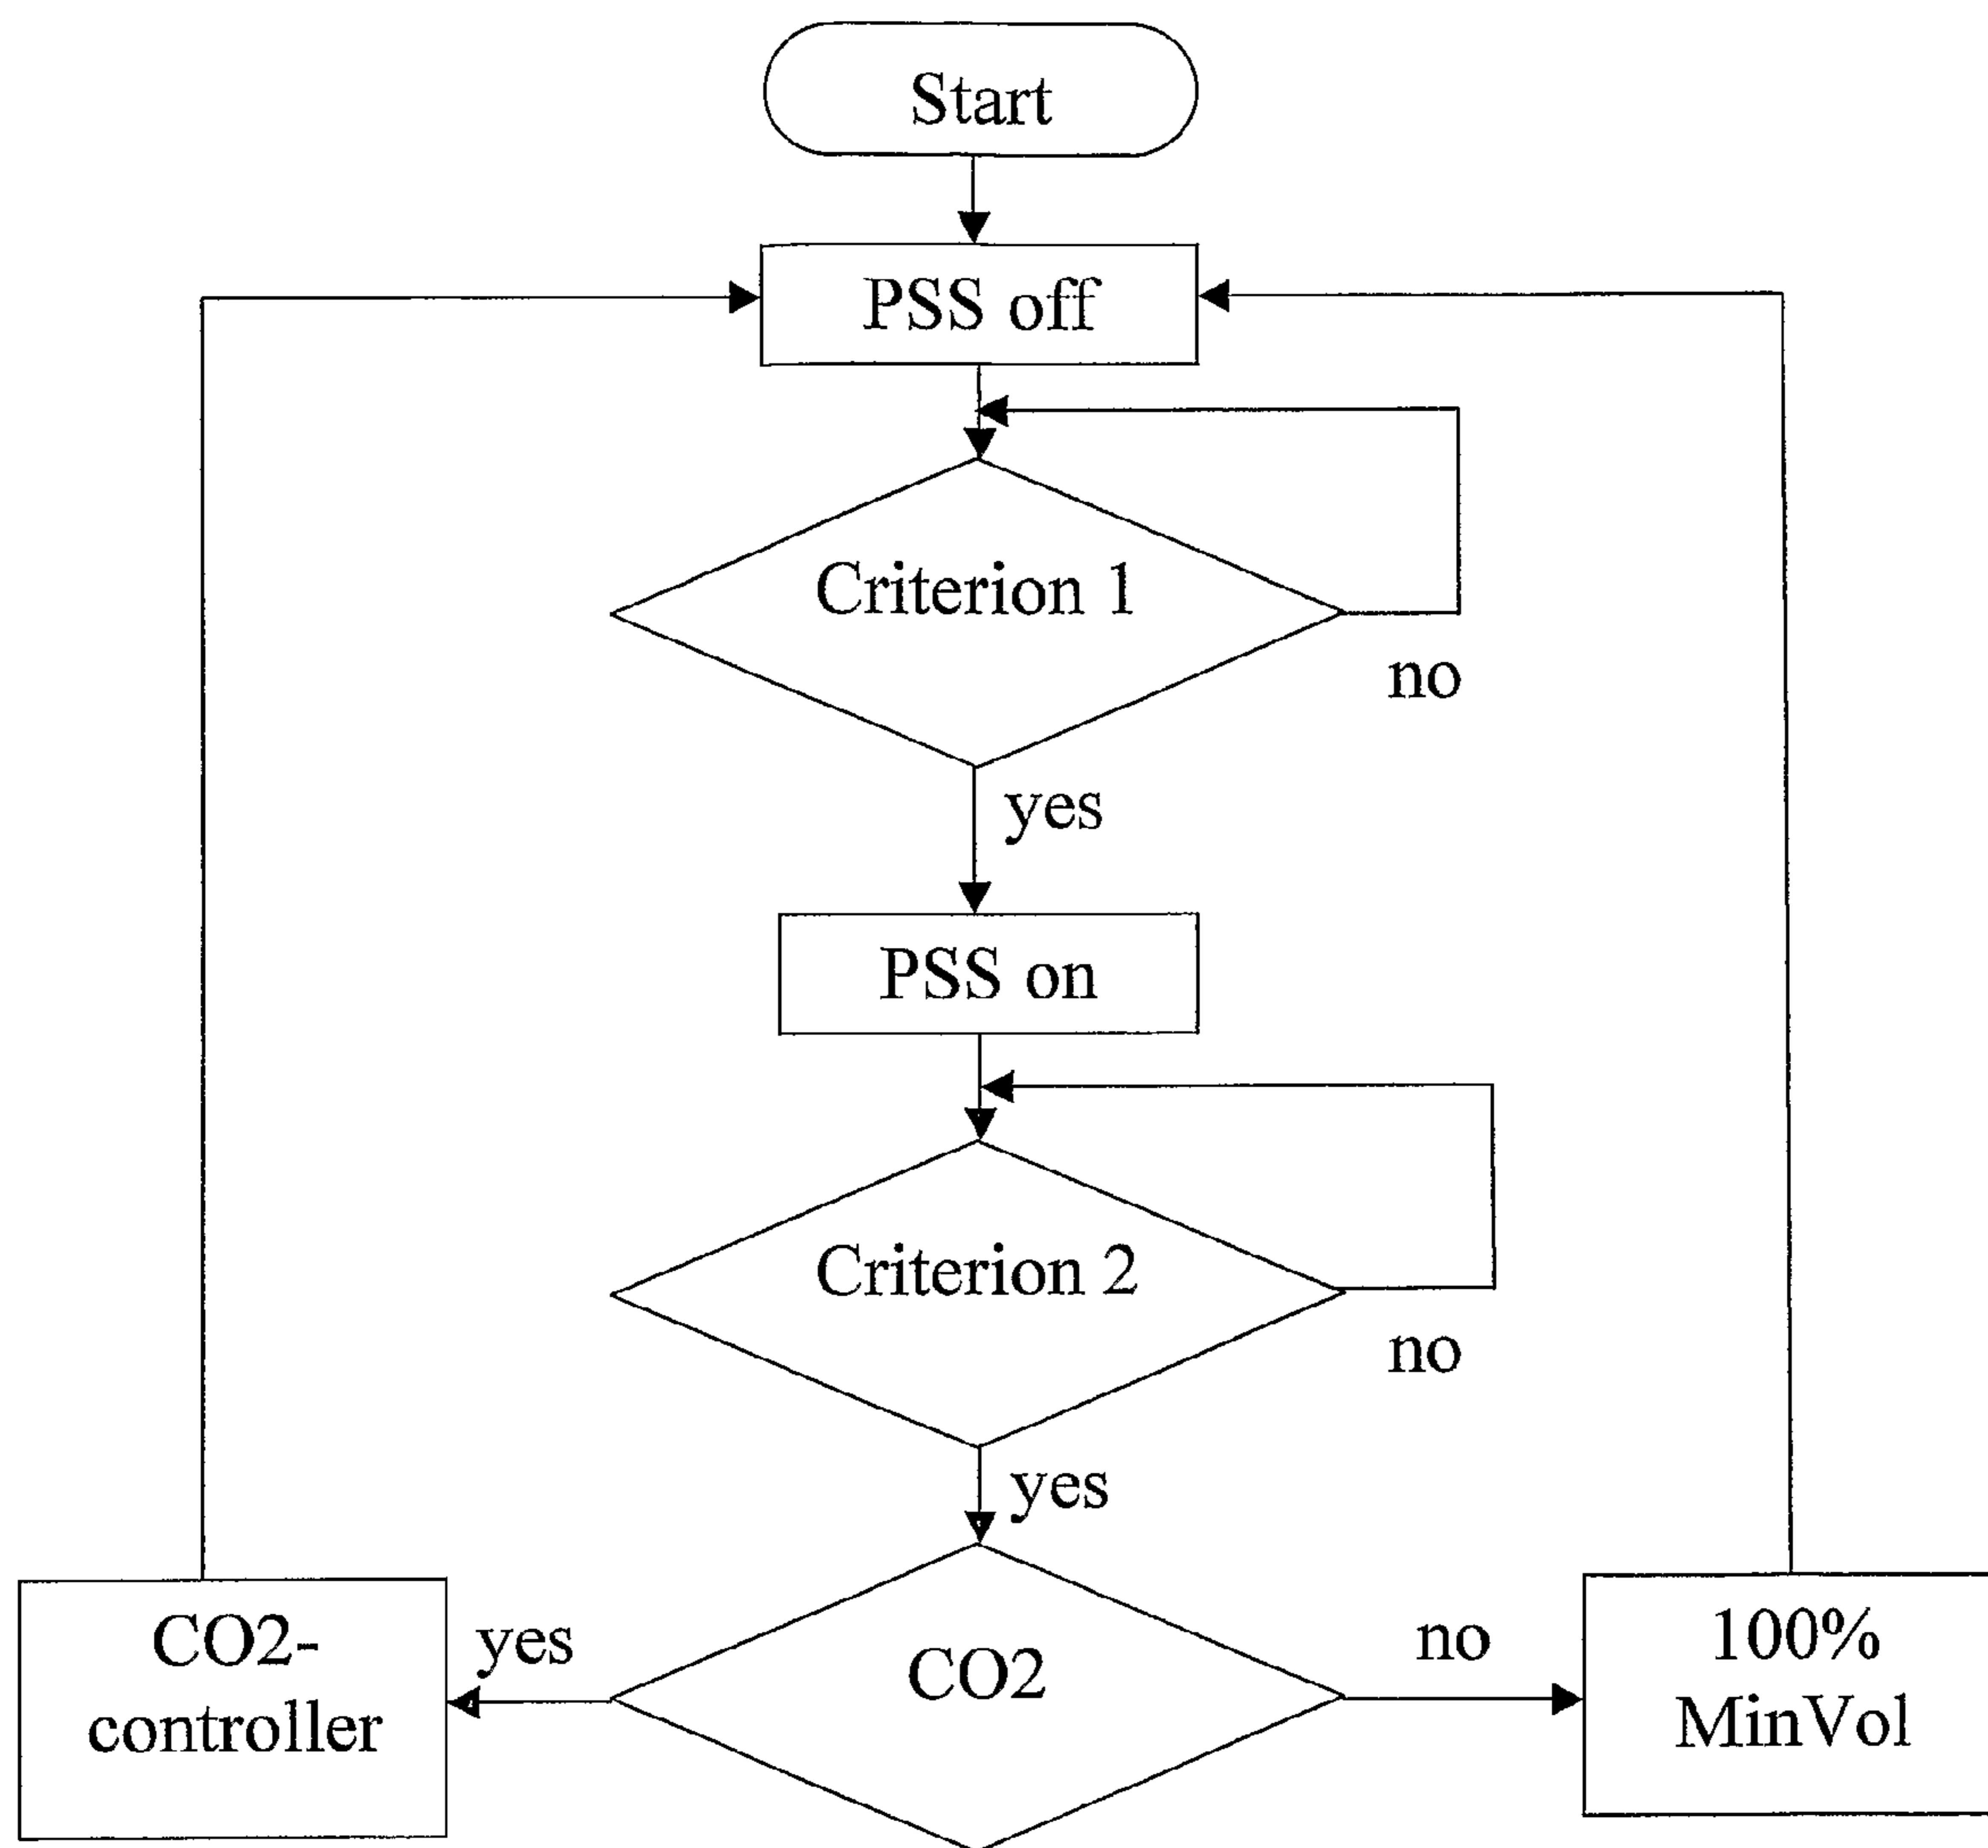 Start
PSS off
Criterion 1
no
yes
PSS on
Criterion 2
no
yes
CO2-
controller
yes
CO2
no
100%
MinVol